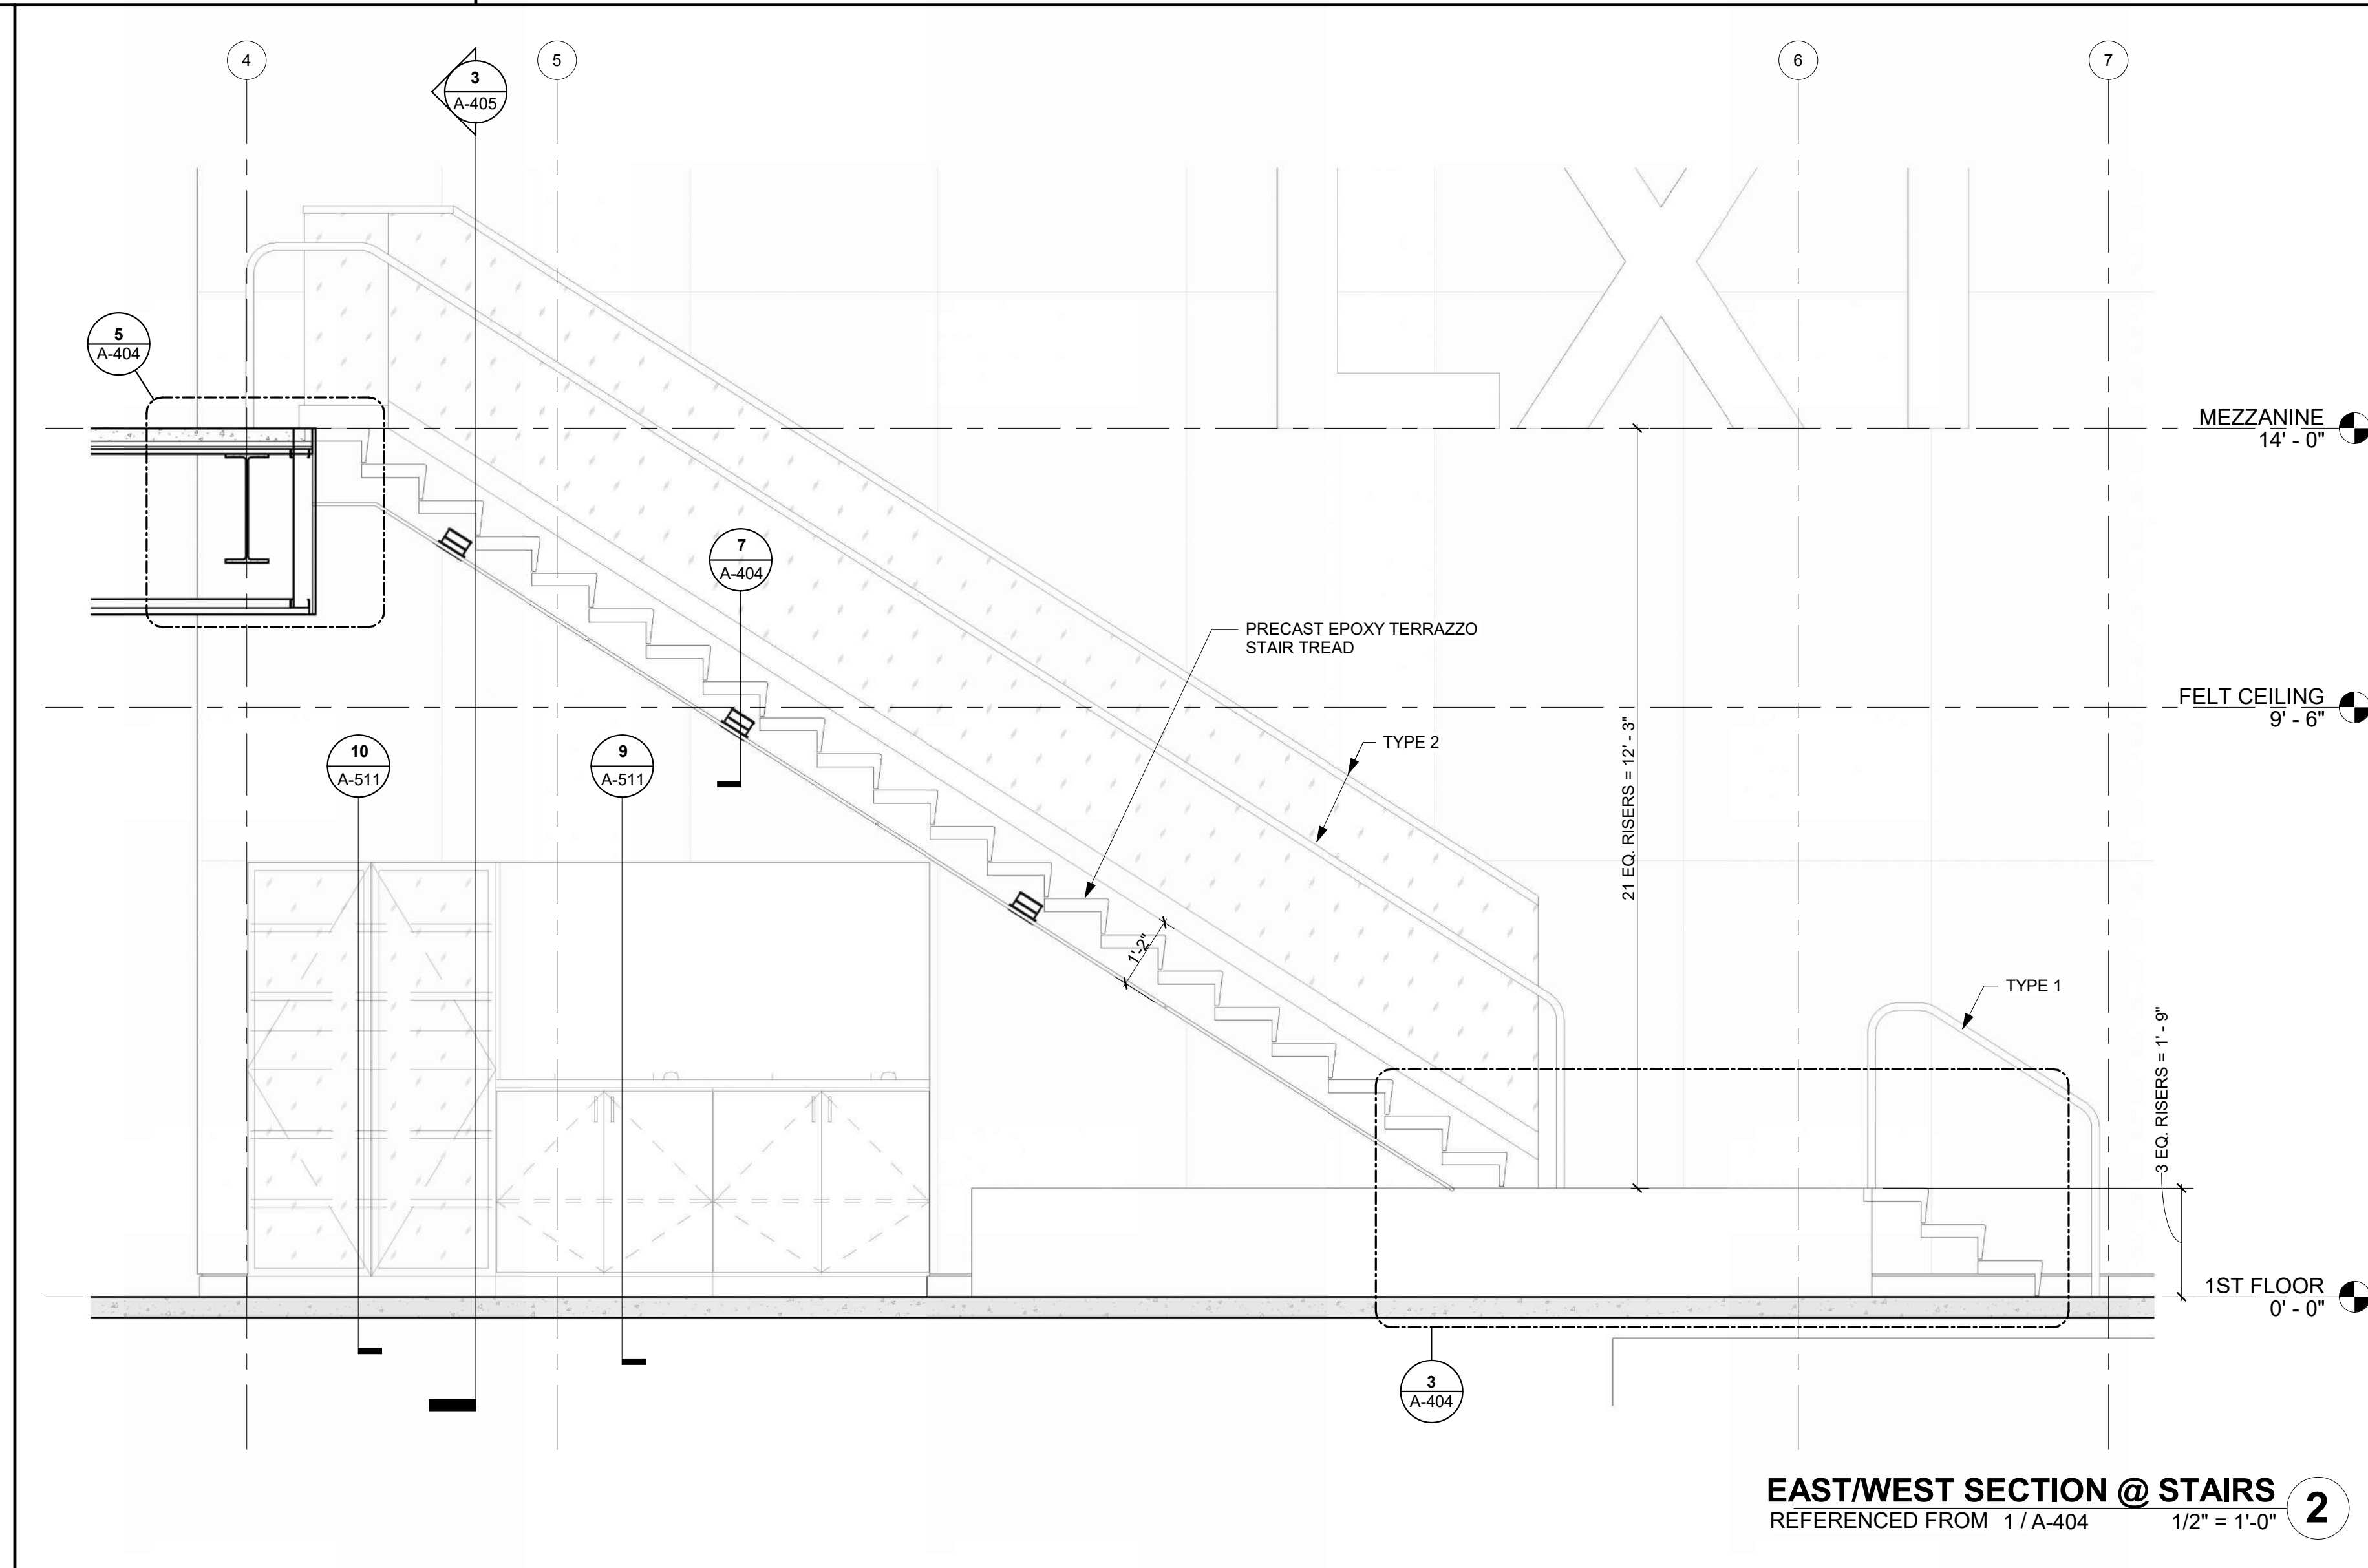 4
3
A-405
5
6
7
5
A-404
MEZZANINE
14' - 0"
7
A-404
PRECAST EPOXY TERRAZZO
STAIR TREAD
FELT CEILING
9' - 6"
TYPE 2
21 EQ. RISERS = 12' - 3"
10
A-511
9
A-511
1'-2"
TYPE 1
3 EQ. RISERS = 1' - 9"
1ST FLOOR
0' - 0"
3
A-404
EAST/WEST SECTION @ STAIRS
2
REFERENCED FROM 1 / A-404 1/2" = 1'-0"
LXI